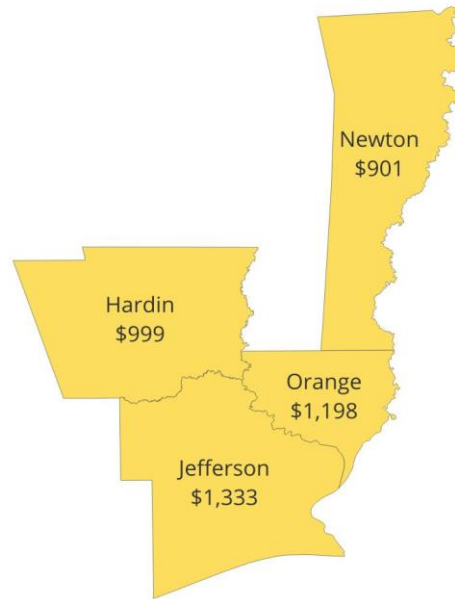 Newton
$901
Hardin
$999
Orange
$1,198
Jefferson
$1,333